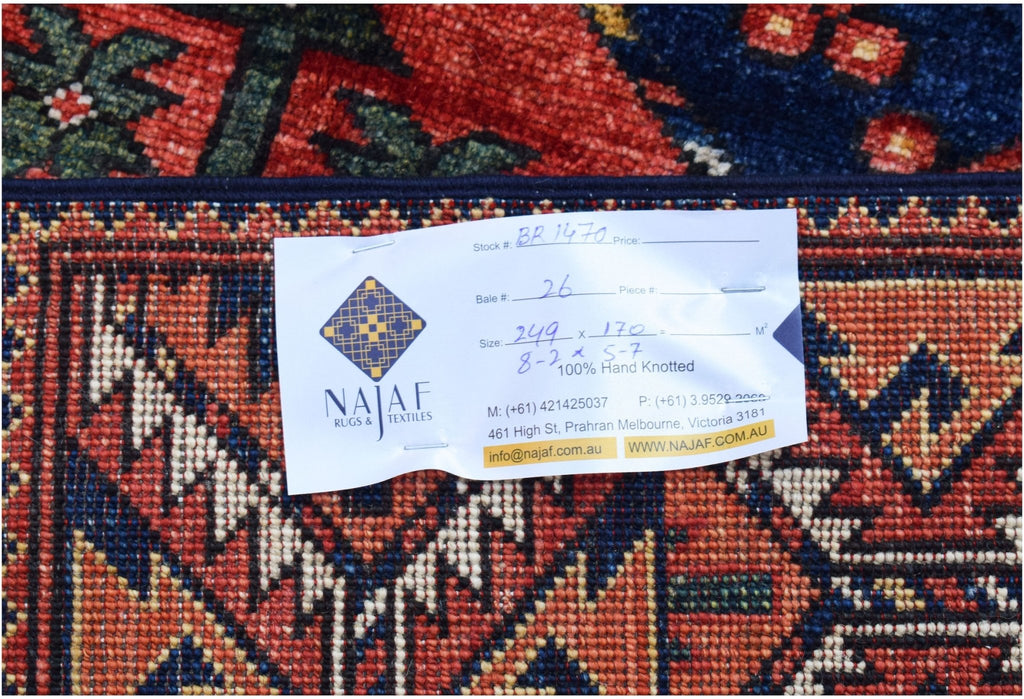 NAJAF
RUGS & TEXTILES
Stock #: BR 1470 Price:
Bale #: 26 Piece #:
Size: 249 x 170 = M²
8-2 x 5-7
100% Hand Knotted
M: (+61) 421425037 P: (+61) 3.9529
461 High St, Prahran Melbourne, Victoria 3181
info@najaf.com.au WWW.NAJAF.COM.AU